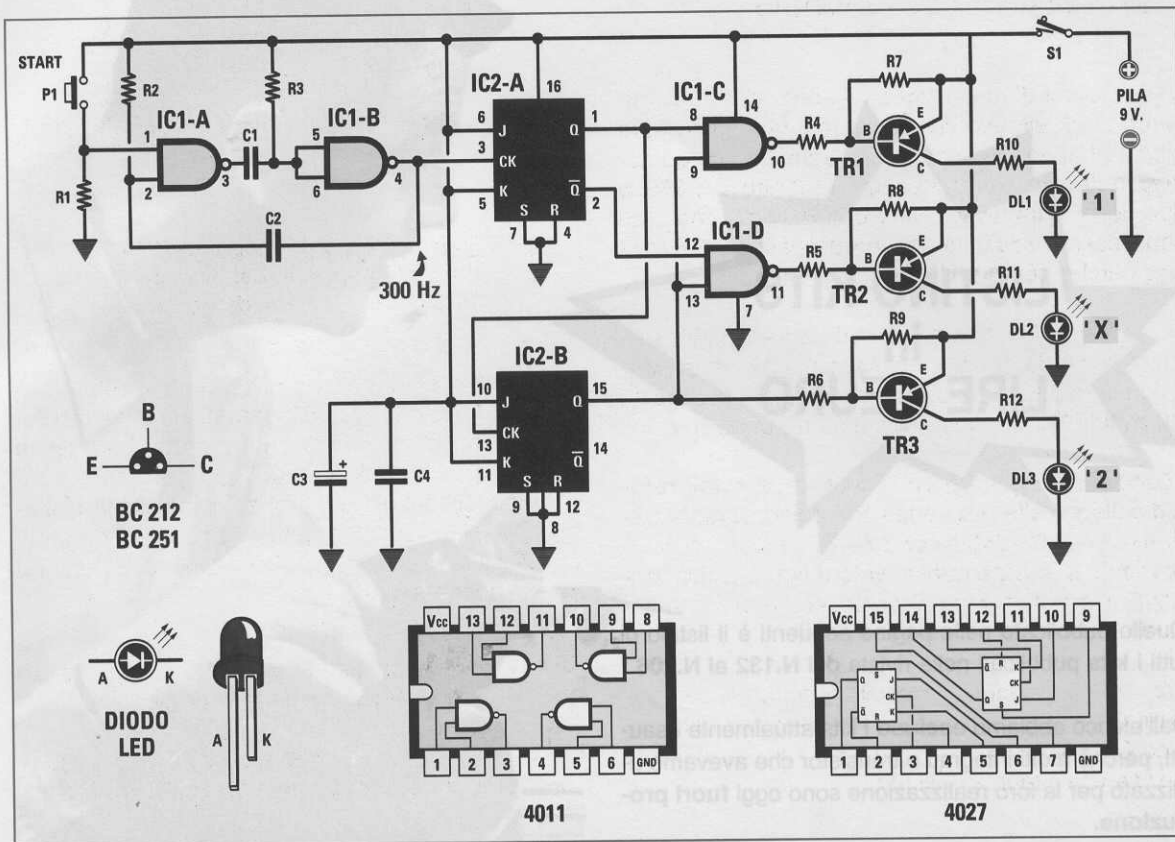 START
P1
R2
R3
IC1-A
C1
IC1-B
1
2
3
5
6
4
R1
C2
300 Hz
IC2-A
16
6
J
Q
1
3
CK
5
K
Q
2
S
R
7
4
IC1-C
8
14
9
10
IC1-D
12
13
11
7
R4
R7
B
E
C
TR1
R10
DL1
'1'
R5
R8
B
E
C
TR2
R11
DL2
'X'
R6
R9
B
E
C
TR3
R12
DL3
'2'
S1
PILA
9 V.
IC2-B
10
J
Q
15
CK
13
K
Q
14
11
S
R
9
12
8
C3
+
C4
B
E
C
BC 212
BC 251
A
K
DIODO
LED
A
K
Vcc
13
12
11
10
9
8
1
2
3
4
5
6
GND
4011
Vcc
15
14
13
12
11
10
9
Q
S
J
CK
Q
R
K
Q
R
K
CK
Q
S
J
1
2
3
4
5
6
7
GND
4027